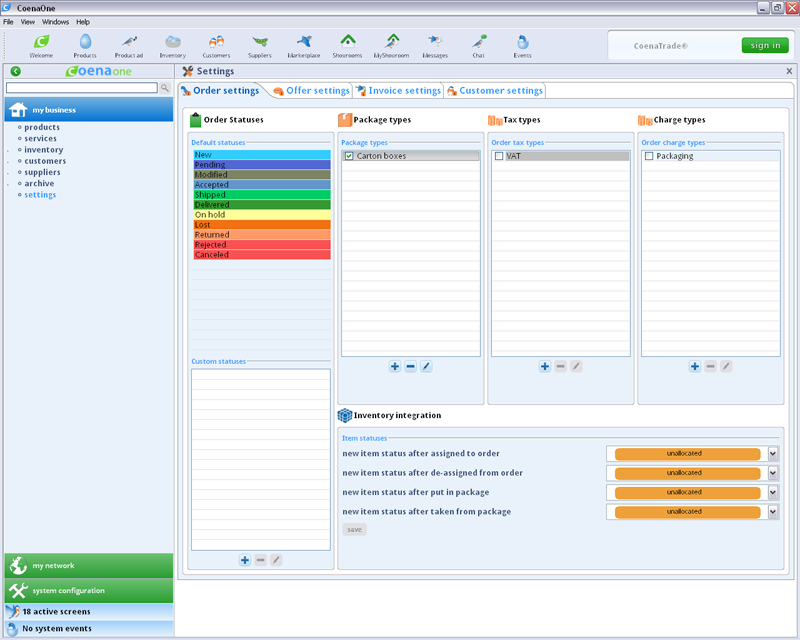 CoenaOne
File View Windows Help
Welcome Products Product ad Inventory Customers Suppliers Marketplace Showrooms MyShowroom Messages Chat Events
CoenaTrade® sign in
Coenaone
Settings
Order settings Offer settings Invoice settings Customer settings
my business
products
services
inventory
customers
suppliers
archive
settings
my network
system configuration
18 active screens
No system events
Order Statuses
Default statuses
New
Pending
Modified
Accepted
Shipped
Delivered
On hold
Lost
Returned
Rejected
Canceled
Custom statuses
Package types
Package types
Carton boxes
Tax types
Order tax types
VAT
Charge types
Order charge types
Packaging
Inventory integration
Item statuses
new item status after assigned to order unallocated
new item status after de-assigned from order unallocated
new item status after put in package unallocated
new item status after taken from package unallocated
save